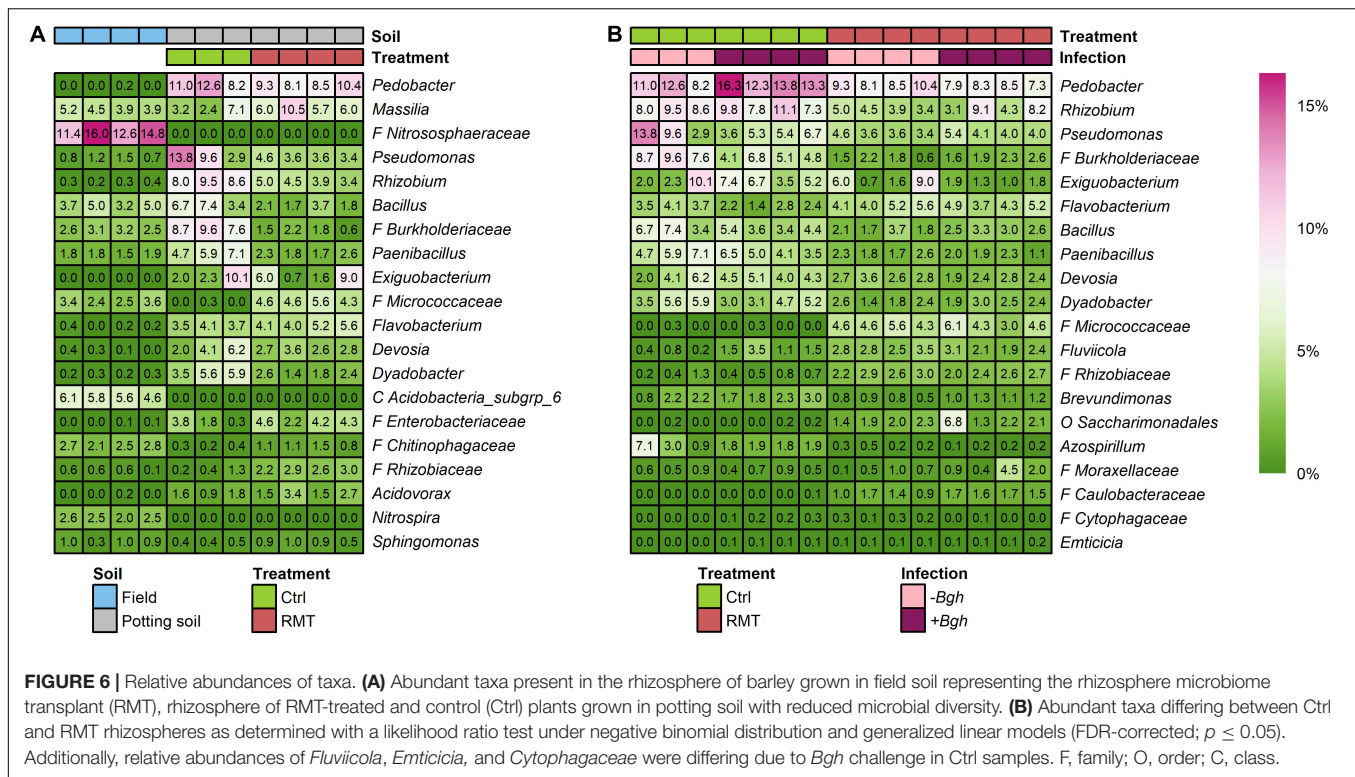 A
Soil
Treatment
0.0 0.0 0.2 0.0 11.0 12.6 8.2 9.3 8.1 8.5 10.4 Pedobacter
5.2 4.5 3.9 3.9 3.2 2.4 7.1 6.0 10.5 5.7 6.0 Massilia
11.4 16.0 12.6 14.8 0.0 0.0 0.0 0.0 0.0 0.0 0.0 F Nitrososphaeraceae
0.8 1.2 1.5 0.7 13.8 9.6 2.9 4.6 3.6 3.6 3.4 Pseudomonas
0.3 0.2 0.3 0.4 8.0 9.5 8.6 5.0 4.5 3.9 3.4 Rhizobium
3.7 5.0 3.2 5.0 6.7 7.4 3.4 2.1 1.7 3.7 1.8 Bacillus
2.6 3.1 3.2 2.5 8.7 9.6 7.6 1.5 2.2 1.8 0.6 F Burkholderiaceae
1.8 1.8 1.5 1.9 4.7 5.9 7.1 2.3 1.8 1.7 2.6 Paenibacillus
0.0 0.0 0.0 0.0 2.0 2.3 10.1 6.0 0.7 1.6 9.0 Exiguobacterium
3.4 2.4 2.5 3.6 0.0 0.3 0.0 4.6 4.6 5.6 4.3 F Micrococcaceae
0.4 0.0 0.2 0.0 3.5 4.1 3.7 4.1 4.0 5.2 5.6 Flavobacterium
0.4 0.3 0.1 0.0 2.0 4.1 6.2 2.7 3.6 2.6 2.8 Devosia
0.2 0.3 0.2 0.3 3.5 5.6 5.9 2.6 1.4 1.8 2.4 Dyadobacter
6.1 5.8 5.6 4.6 0.0 0.0 0.0 0.0 0.0 0.0 0.0 C Acidobacteria_subgrp_6
0.0 0.0 0.1 0.1 3.8 1.8 0.3 4.6 2.2 4.2 4.3 F Enterobacteriaceae
2.7 2.1 2.5 2.8 0.3 0.2 0.4 1.1 1.1 1.5 0.8 F Chitinophagaceae
0.6 0.6 0.6 0.1 0.2 0.4 1.3 2.2 2.9 2.6 3.0 F Rhizobiaceae
0.0 0.0 0.2 0.0 1.6 0.9 1.8 1.5 3.4 1.5 2.7 Acidovorax
2.6 2.5 2.0 2.5 0.0 0.0 0.0 0.0 0.0 0.0 0.0 Nitrospira
1.0 0.3 1.0 0.9 0.4 0.4 0.5 0.9 1.0 0.9 0.5 Sphingomonas
Soil
Field
Potting soil
Treatment
Ctrl
RMT
B
Treatment
Infection
11.0 12.6 8.2 16.3 12.3 13.8 13.3 9.3 8.1 8.5 10.4 7.9 8.3 8.5 7.3 Pedobacter
8.0 9.5 8.6 9.8 7.8 11.1 7.3 5.0 4.5 3.9 3.4 3.1 9.1 4.3 8.2 Rhizobium
13.8 9.6 2.9 3.6 5.3 5.4 6.7 4.6 3.6 3.6 3.4 5.4 4.1 4.0 4.0 Pseudomonas
8.7 9.6 7.6 4.1 6.8 5.1 4.8 1.5 2.2 1.8 0.6 1.6 1.9 2.3 2.6 F Burkholderiaceae
2.0 2.3 10.1 7.4 6.7 3.5 5.2 6.0 0.7 1.6 9.0 1.9 1.3 1.0 1.8 Exiguobacterium
3.5 4.1 3.7 2.2 1.4 2.8 2.4 4.1 4.0 5.2 5.6 4.9 3.7 4.3 5.2 Flavobacterium
6.7 7.4 3.4 5.4 3.6 3.4 4.4 2.1 1.7 3.7 1.8 2.5 3.3 3.0 2.6 Bacillus
4.7 5.9 7.1 6.5 5.0 4.1 3.5 2.3 1.8 1.7 2.6 2.0 1.9 2.3 1.1 Paenibacillus
2.0 4.1 6.2 4.5 5.1 4.0 4.3 2.7 3.6 2.6 2.8 1.9 2.4 2.8 2.4 Devosia
3.5 5.6 5.9 3.0 3.1 4.7 5.2 2.6 1.4 1.8 2.4 1.9 3.0 2.5 2.4 Dyadobacter
0.0 0.3 0.0 0.0 0.3 0.0 0.0 4.6 4.6 5.6 4.3 6.1 4.3 3.0 4.6 F Micrococcaceae
0.4 0.8 0.2 1.5 3.5 1.1 1.5 2.8 2.8 2.5 3.5 3.1 2.1 1.9 2.4 Fluviicola
0.2 0.4 1.3 0.4 0.5 0.8 0.7 2.2 2.9 2.6 3.0 2.0 2.4 2.6 2.7 F Rhizobiaceae
0.8 2.2 2.2 1.7 1.8 2.3 3.0 0.8 0.9 0.8 0.5 1.0 1.3 1.1 1.2 Brevundimonas
0.0 0.0 0.0 0.0 0.0 0.2 0.2 1.4 1.9 2.0 2.3 6.8 1.3 2.2 2.1 O Saccharimonadales
7.1 3.0 0.9 1.8 1.9 1.8 1.9 0.3 0.5 0.2 0.2 0.2 0.2 0.2 0.2 Azospirillum
0.6 0.5 0.9 0.4 0.7 0.9 0.5 0.1 0.5 1.0 0.7 0.9 0.4 4.5 2.0 F Moraxellaceae
0.0 0.0 0.0 0.0 0.0 0.0 0.1 1.0 1.7 1.4 0.9 1.7 1.6 1.7 1.5 F Caulobacteraceae
0.0 0.0 0.0 0.1 0.2 0.2 0.3 0.3 0.1 0.3 0.2 0.1 0.1 0.1 0.0 F Cytophagaceae
0.0 0.0 0.0 0.1 0.1 0.1 0.1 0.1 0.1 0.1 0.1 0.1 0.1 0.1 0.2 Emticicia
Treatment
Ctrl
RMT
Infection
-Bgh
+Bgh
15%
10%
5%
0%
FIGURE 6 | Relative abundances of taxa. (A) Abundant taxa present in the rhizosphere of barley grown in field soil representing the rhizosphere microbiome
transplant (RMT), rhizosphere of RMT-treated and control (Ctrl) plants grown in potting soil with reduced microbial diversity. (B) Abundant taxa differing between Ctrl
and RMT rhizospheres as determined with a likelihood ratio test under negative binomial distribution and generalized linear models (FDR-corrected; p ≤ 0.05).
Additionally, relative abundances of Fluviicola, Emticicia, and Cytophagaceae were differing due to Bgh challenge in Ctrl samples. F, family; O, order; C, class.